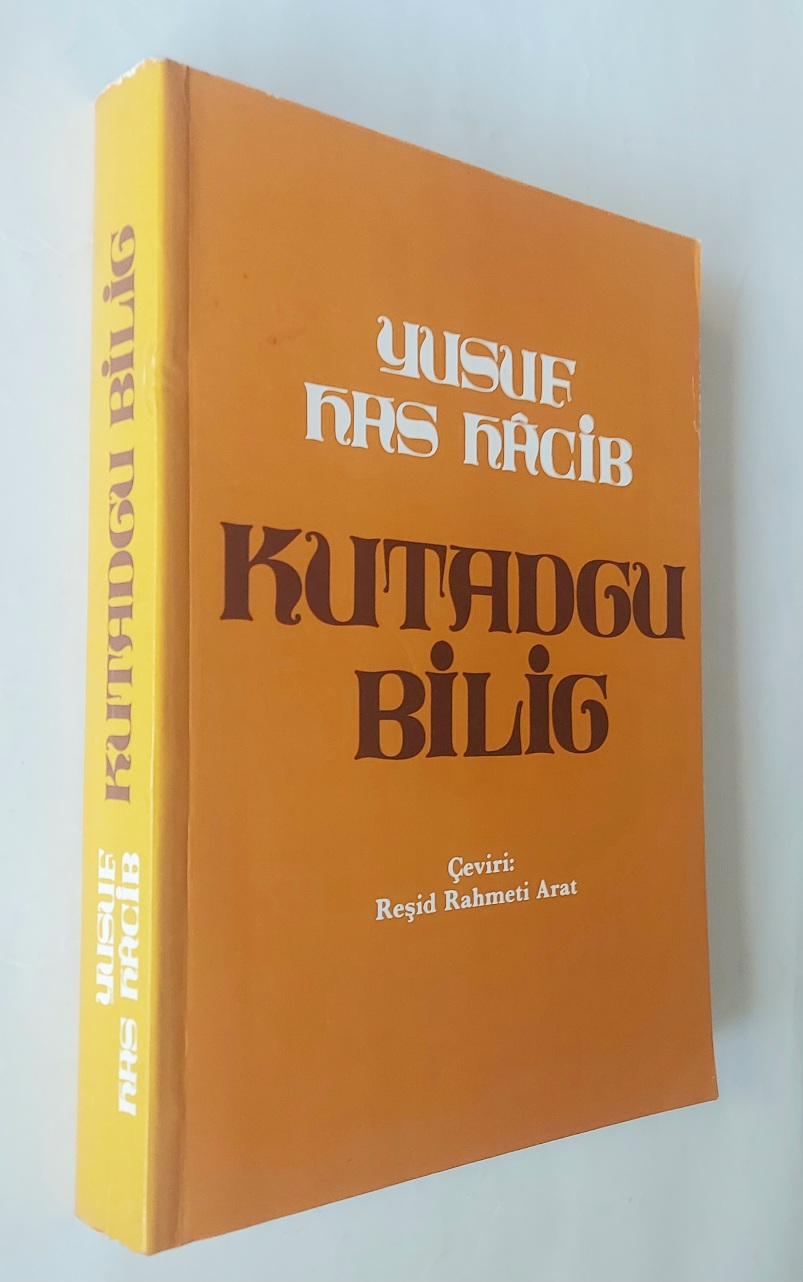 YUSUF
HAS HÂCİB
KUTADGU
BİLİG
Çeviri:
Reşid Rahmeti Arat
YUSUF
HAS HÂCİB
KUTADGU BİLİG